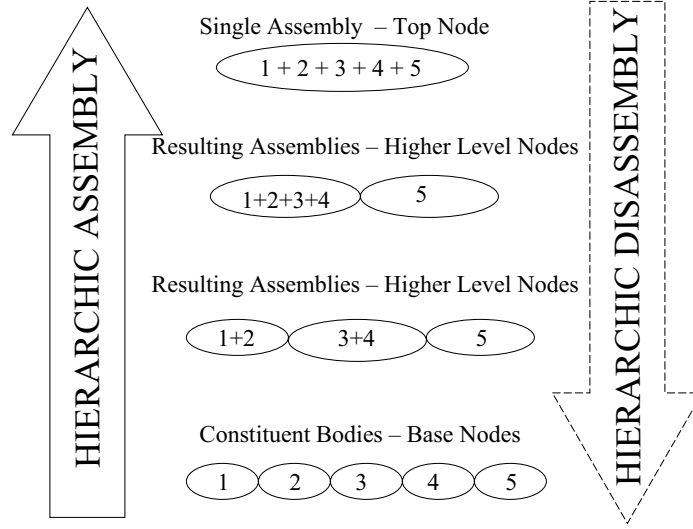 Single Assembly – Top Node
1 + 2 + 3 + 4 + 5
Resulting Assemblies – Higher Level Nodes
1+2+3+4
5
Resulting Assemblies – Higher Level Nodes
1+2
3+4
5
Constituent Bodies – Base Nodes
1
2
3
4
5
HIERARCHIC ASSEMBLY
HIERARCHIC DISASSEMBLY